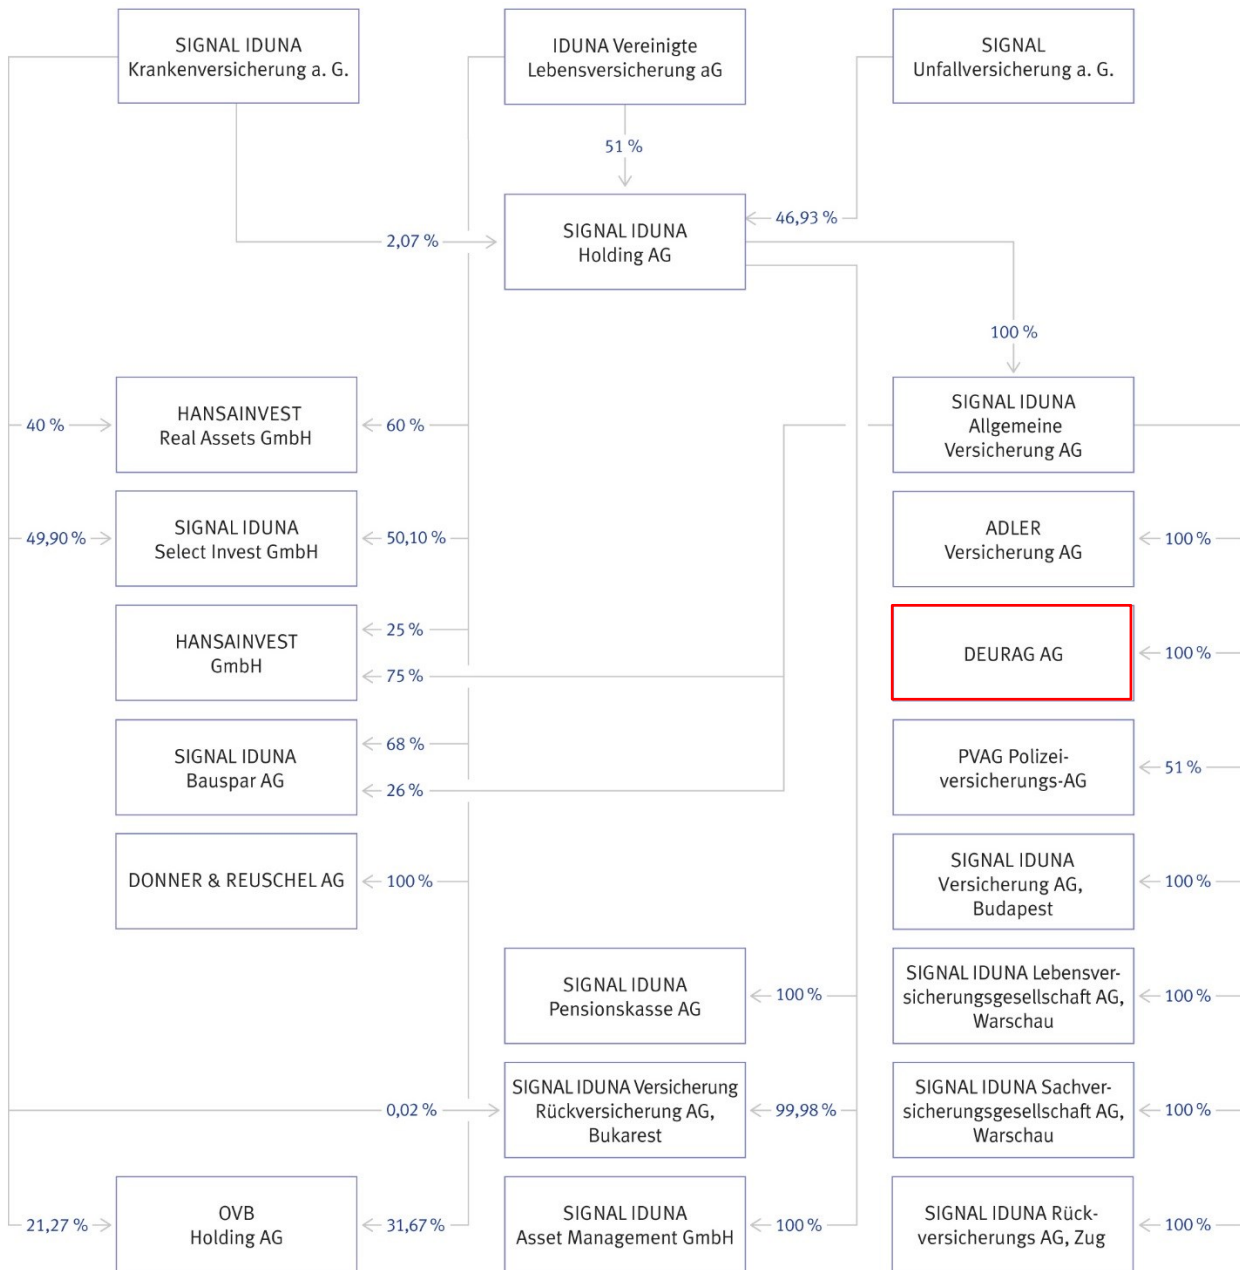 SIGNAL IDUNA
Krankenversicherung a. G.
IDUNA Vereinigte
Lebensversicherung aG
SIGNAL
Unfallversicherung a. G.
51 %
46,93 %
2,07 %
SIGNAL IDUNA
Holding AG
100 %
40 %
HANSAINVEST
Real Assets GmbH
60 %
SIGNAL IDUNA
Allgemeine
Versicherung AG
49,90 %
SIGNAL IDUNA
Select Invest GmbH
50,10 %
ADLER
Versicherung AG
100 %
HANSAINVEST
GmbH
25 %
75 %
DEURAG AG
100 %
SIGNAL IDUNA
Bauspar AG
68 %
26 %
PVAG Polizei-
versicherungs-AG
51 %
DONNER & REUSCHEL AG
100 %
SIGNAL IDUNA
Versicherung AG,
Budapest
100 %
SIGNAL IDUNA
Pensionskasse AG
100 %
SIGNAL IDUNA Lebensver-
sicherungsgesellschaft AG,
Warschau
100 %
0,02 %
SIGNAL IDUNA Versicherung
Rückversicherung AG,
Bukarest
99,98 %
SIGNAL IDUNA Sachver-
sicherungsgesellschaft AG,
Warschau
100 %
21,27 %
OVB
Holding AG
31,67 %
SIGNAL IDUNA
Asset Management GmbH
100 %
SIGNAL IDUNA Rück-
versicherungs AG, Zug
100 %